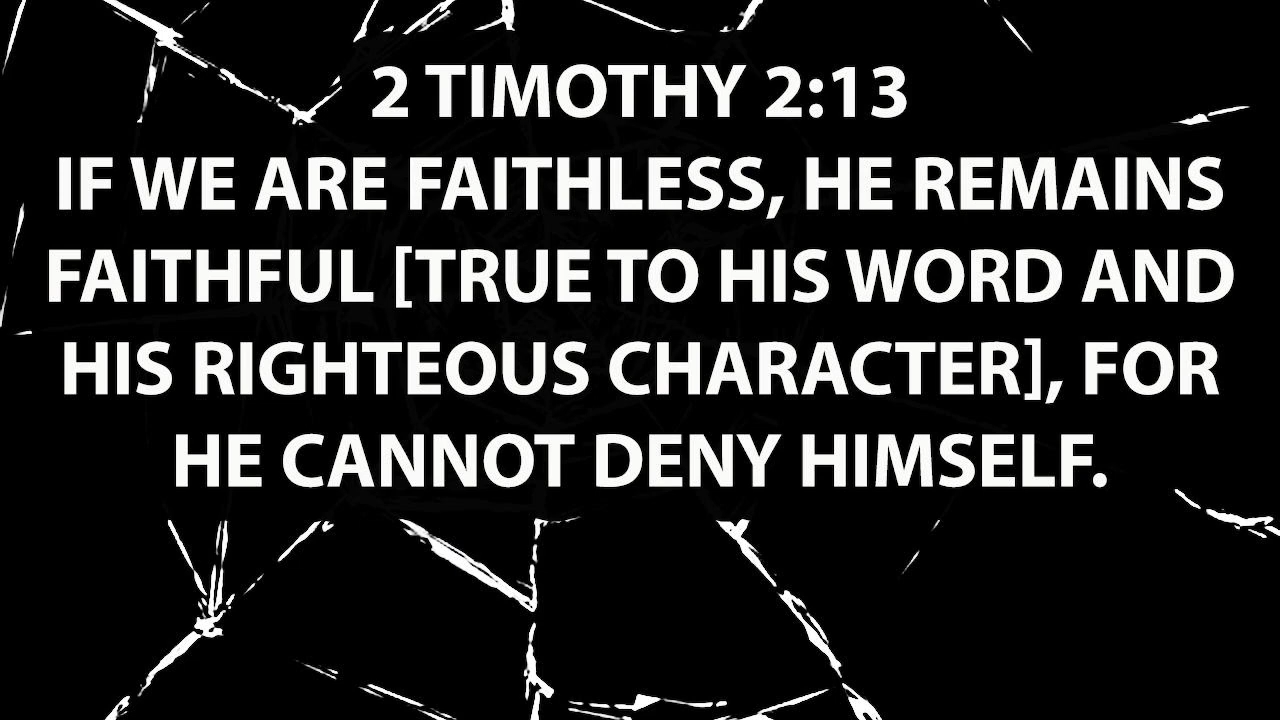 2 TIMOTHY 2:13
IF WE ARE FAITHLESS, HE REMAINS
FAITHFUL [TRUE TO HIS WORD AND
HIS RIGHTEOUS CHARACTER], FOR
HE CANNOT DENY HIMSELF.